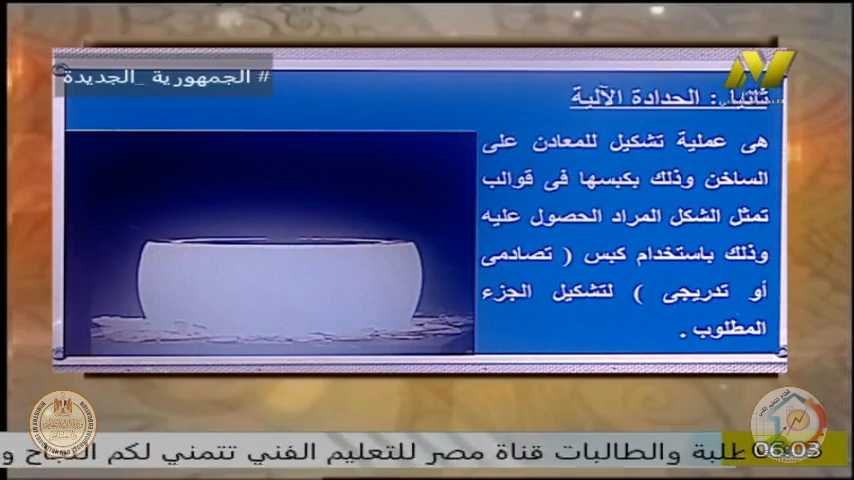 # الجمهورية _الجديدة
ثانيا : الحدادة الآلية
هى عملية تشكيل للمعادن على
الساخن وذلك بكبسها فى قوالب
تمثل الشكل المراد الحصول عليه
وذلك باستخدام كبس ( تصادمى
أو تدريجى ) لتشكيل الجزء
المطلوب .
طلبة والطالبات قناة مصر للتعليم الفني تتمني لكم النجاح و
06:03